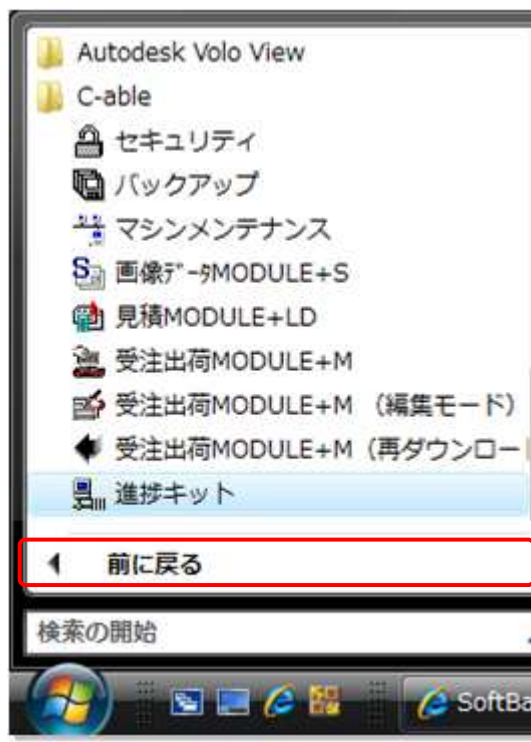 Autodesk Volo View
C-able
セキュリティ
バックアップ
マシンメンテナンス
画像ﾃﾞｰﾀMODULE+S
見積MODULE+LD
受注出荷MODULE+M
受注出荷MODULE+M （編集モード）
受注出荷MODULE+M（再ダウンロー
進捗キット
前に戻る
検索の開始
SoftBa